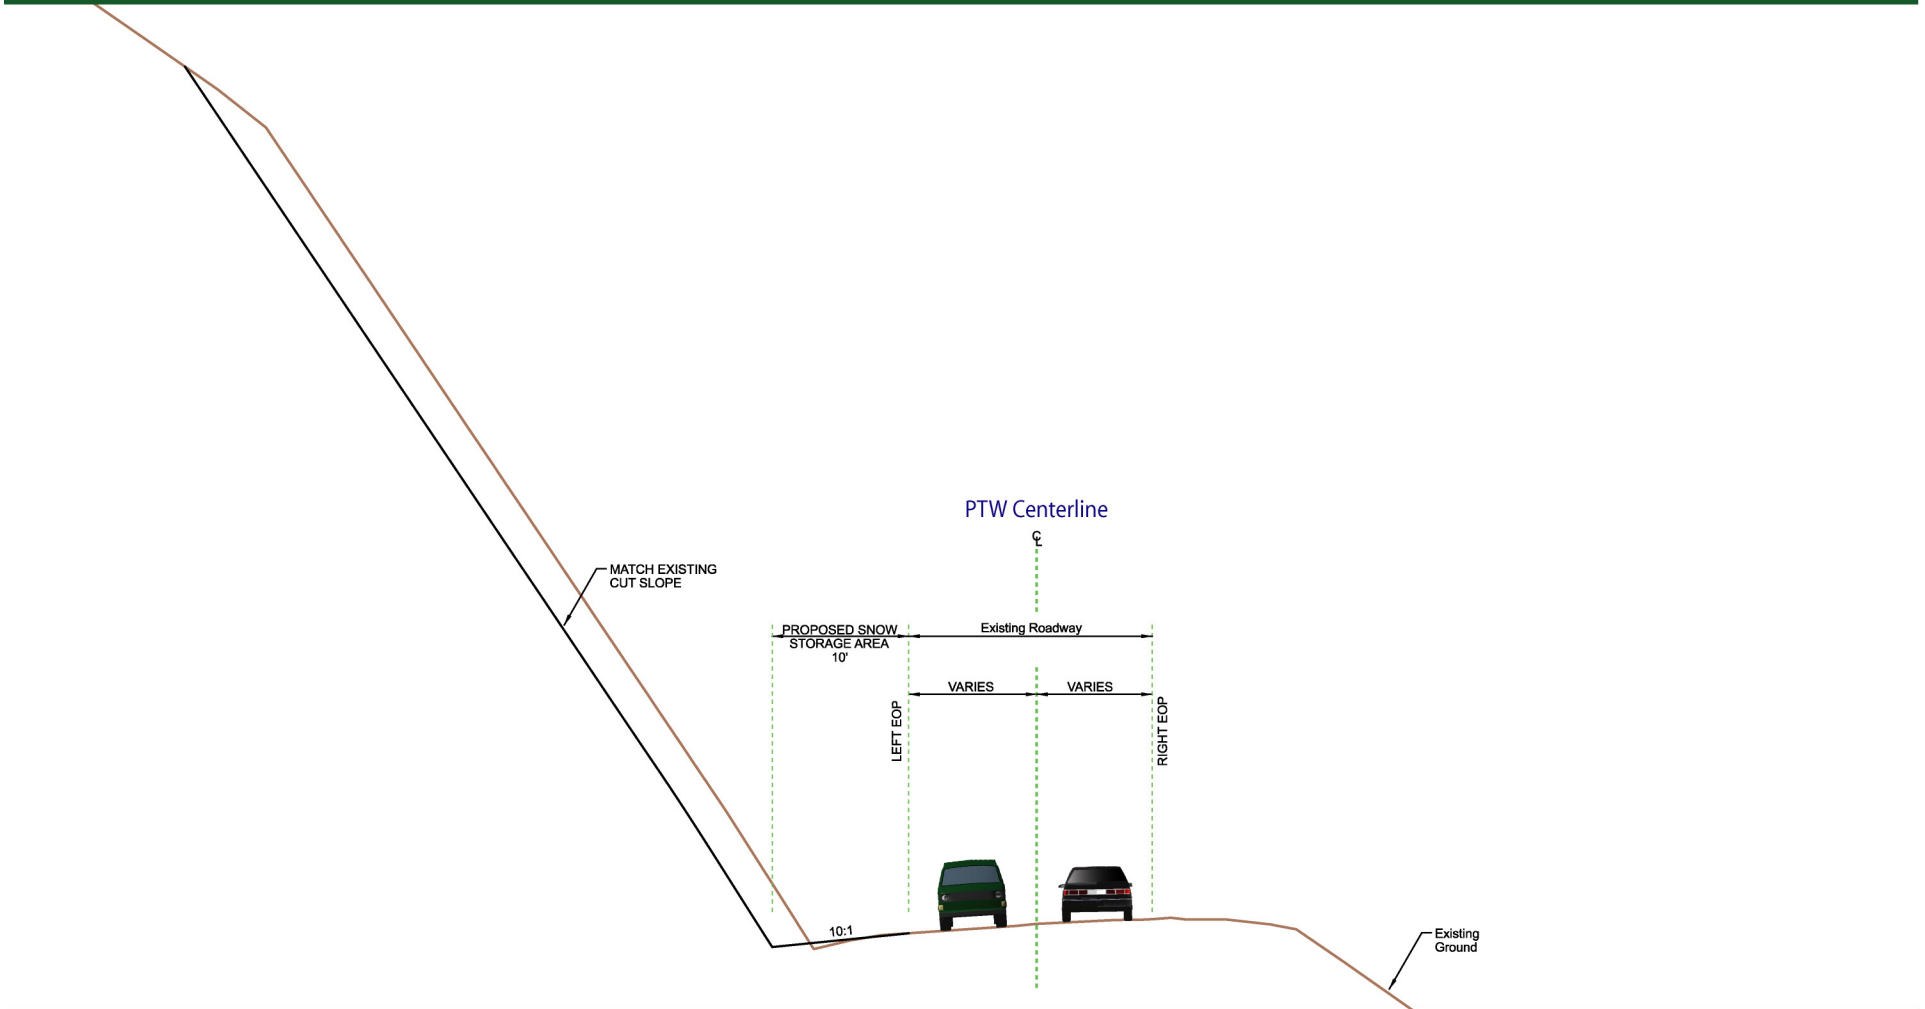 PTW Centerline
CL
MATCH EXISTING
CUT SLOPE
PROPOSED SNOW
STORAGE AREA
10'
Existing Roadway
VARIES
VARIES
LEFT EOP
RIGHT EOP
10:1
Existing
Ground